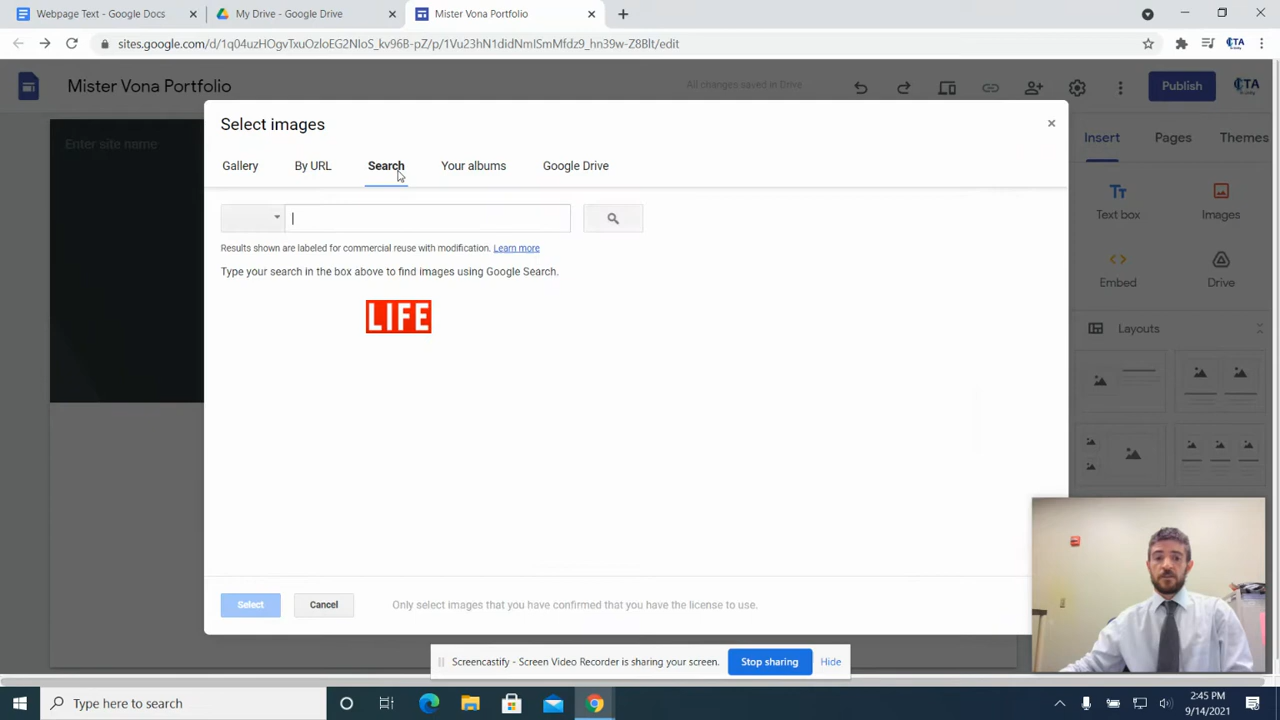 Webpage Text - Google Docs
My Drive - Google Drive
Mister Vona Portfolio
sites.google.com/d/1q04uzHOgvTxuOzloEG2NIoS_kv96B-pZ/p/1Vu23hN1didNmlSmMfdz9_hn39w-Z8Blt/edit
Mister Vona Portfolio
All changes saved in Drive
Publish
Enter site name
Select images
Gallery
By URL
Search
Your albums
Google Drive
Results shown are labeled for commercial reuse with modification. Learn more
Type your search in the box above to find images using Google Search.
LIFE
Select
Cancel
Only select images that you have confirmed that you have the license to use.
Insert
Pages
Themes
Text box
Images
Embed
Drive
Layouts
Screencastify - Screen Video Recorder is sharing your screen.
Stop sharing
Hide
Type here to search
2:45 PM
9/14/2021